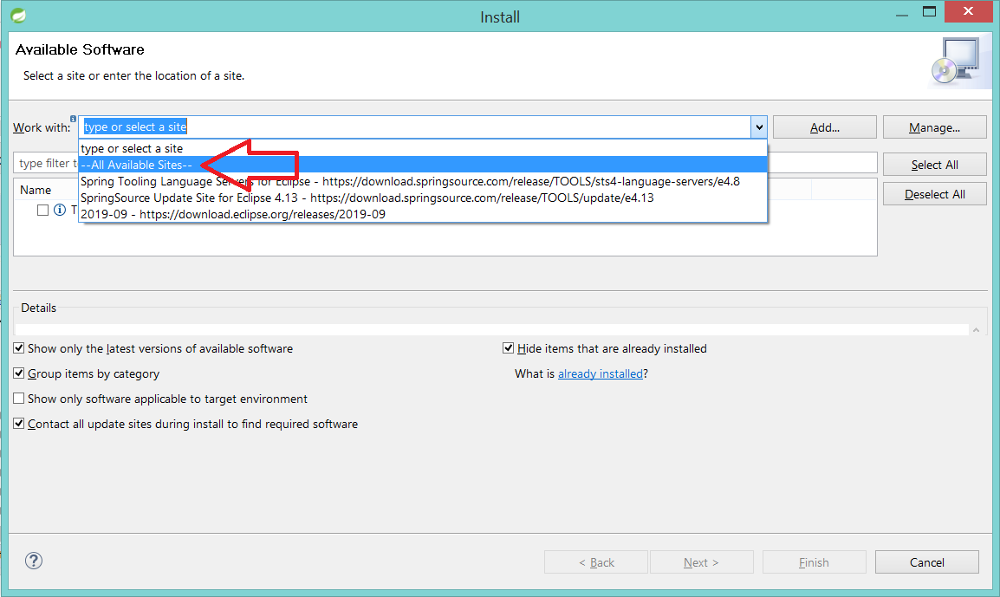 Install
Available Software
Select a site or enter the location of a site.
Work with: type or select a site Add... Manage...
type or select a site
type filter --All Available Sites-- Select All
Spring Tooling Language Servers for Eclipse - https://download.springsource.com/release/TOOLS/sts4-language-servers/e4.8
Name
SpringSource Update Site for Eclipse 4.13 - https://download.springsource.com/release/TOOLS/update/e4.13 Deselect All
2019-09 - https://download.eclipse.org/releases/2019-09
Details
Show only the latest versions of available software Hide items that are already installed
Group items by category What is already installed?
Show only software applicable to target environment
Contact all update sites during install to find required software
? < Back Next > Finish Cancel